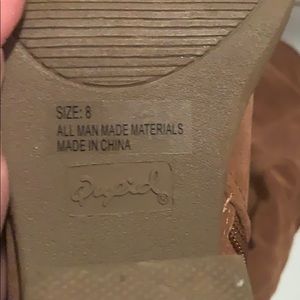 SIZE: 8
ALL MAN MADE MATERIALS
MADE IN CHINA
Qupid®